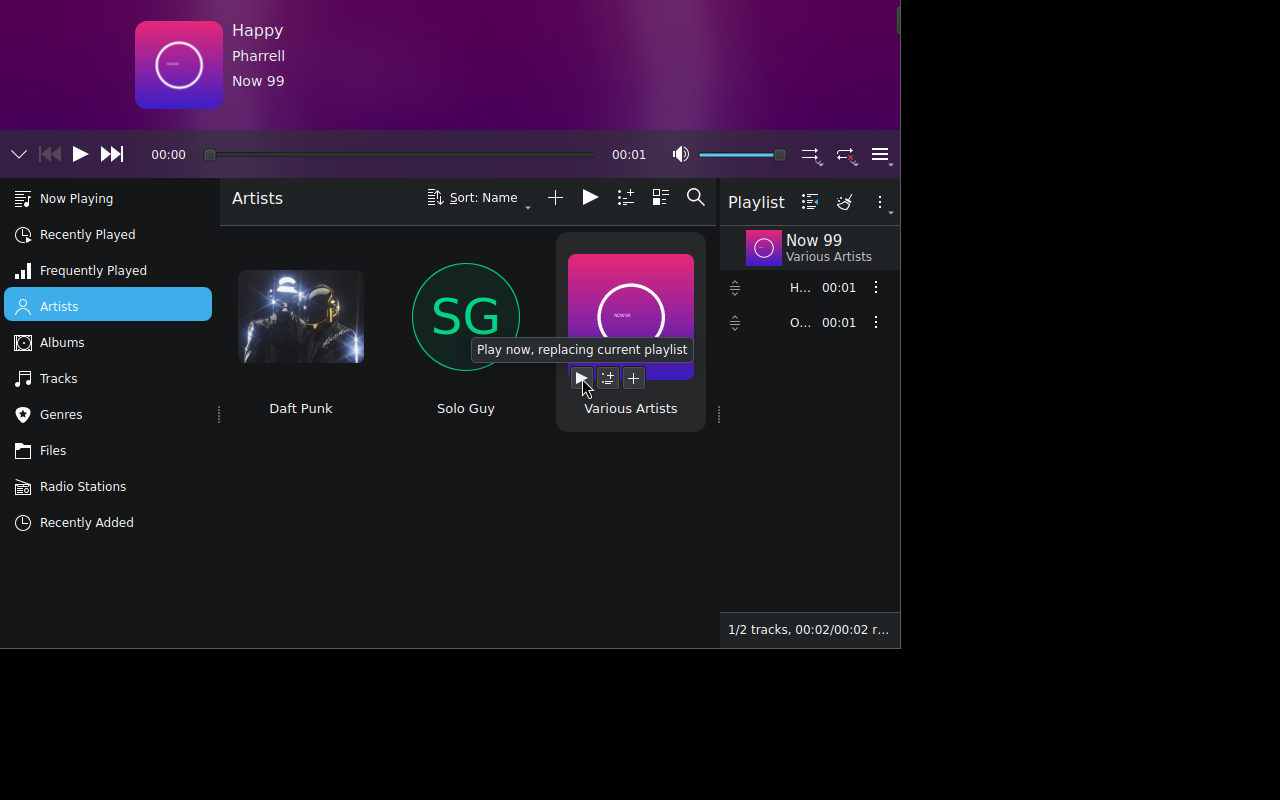 Happy
Pharrell
Now 99
00:00
00:01
Now Playing
Recently Played
Frequently Played
Artists
Albums
Tracks
Genres
Files
Radio Stations
Recently Added
Artists
Sort: Name
SG
NOW 99
Play now, replacing current playlist
Daft Punk
Solo Guy
Various Artists
Playlist
Now 99
Various Artists
H... 00:01
O... 00:01
1/2 tracks, 00:02/00:02 r...